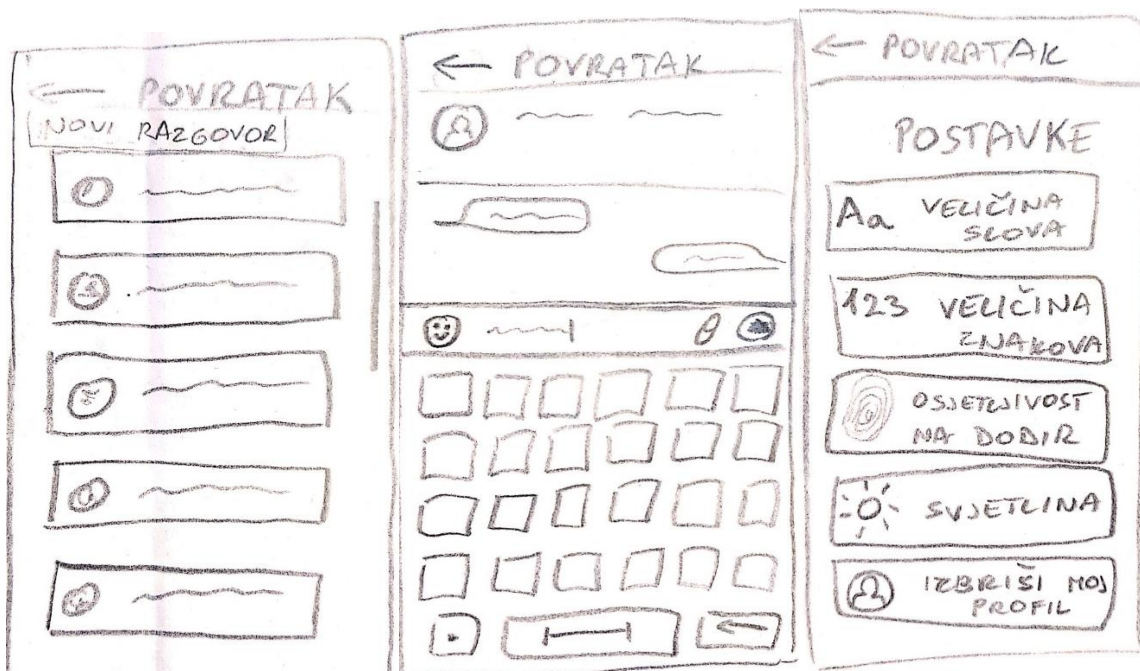 ← POVRATAK
NOVI RAZGOVOR
← POVRATAK
← POVRATAK
POSTAVKE
Aa VELIČINA
SLOVA
123 VELIČINA
ZNAKOVA
OSJETLJIVOST
NA DODIR
SVJETLINA
IZBRIŠI MOJ
PROFIL